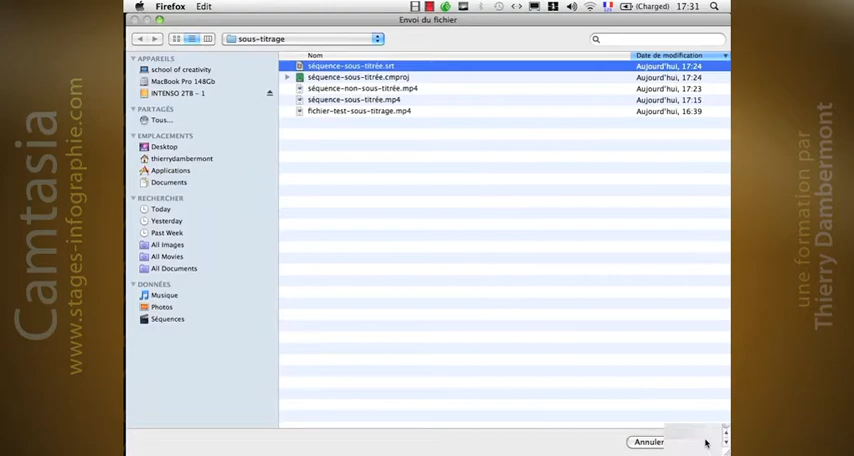 Firefox Edit (Charged) 17:31
Envoi du fichier
sous-titrage
Nom Date de modification
APPAREILS
school of creativity
MacBook Pro 148Gb
INTENSO 2TB - 1
PARTAGÉS
Tous...
EMPLACEMENTS
Desktop
thierrydambermont
Applications
Documents
RECHERCHER
Today
Yesterday
Past Week
All Images
All Movies
All Documents
DONNÉES
Musique
Photos
Séquences
séquence-sous-titrée.srt Aujourd'hui, 17:24
séquence-sous-titrée.cmproj Aujourd'hui, 17:24
séquence-non-sous-titrée.mp4 Aujourd'hui, 17:23
séquence-sous-titrée.mp4 Aujourd'hui, 17:15
fichier-test-sous-titrage.mp4 Aujourd'hui, 16:39
Annuler
Camtasia
www.stages-infographie.com
une formation par
Thierry Dambermont